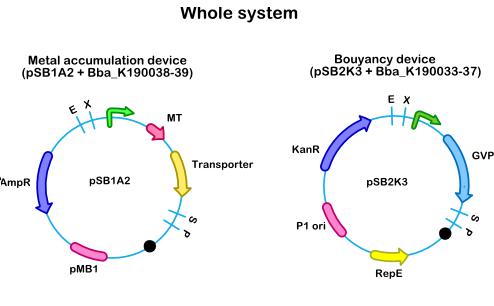 Whole system
Metal accumulation device
(pSB1A2 + Bba_K190038-39)
E X
MT
Transporter
'AmpR
pSB1A2
S
P
pMB1
Bouyancy device
(pSB2K3 + Bba_K190033-37)
E X
KanR
GVP
pSB2K3
S
P
P1 ori
RepE